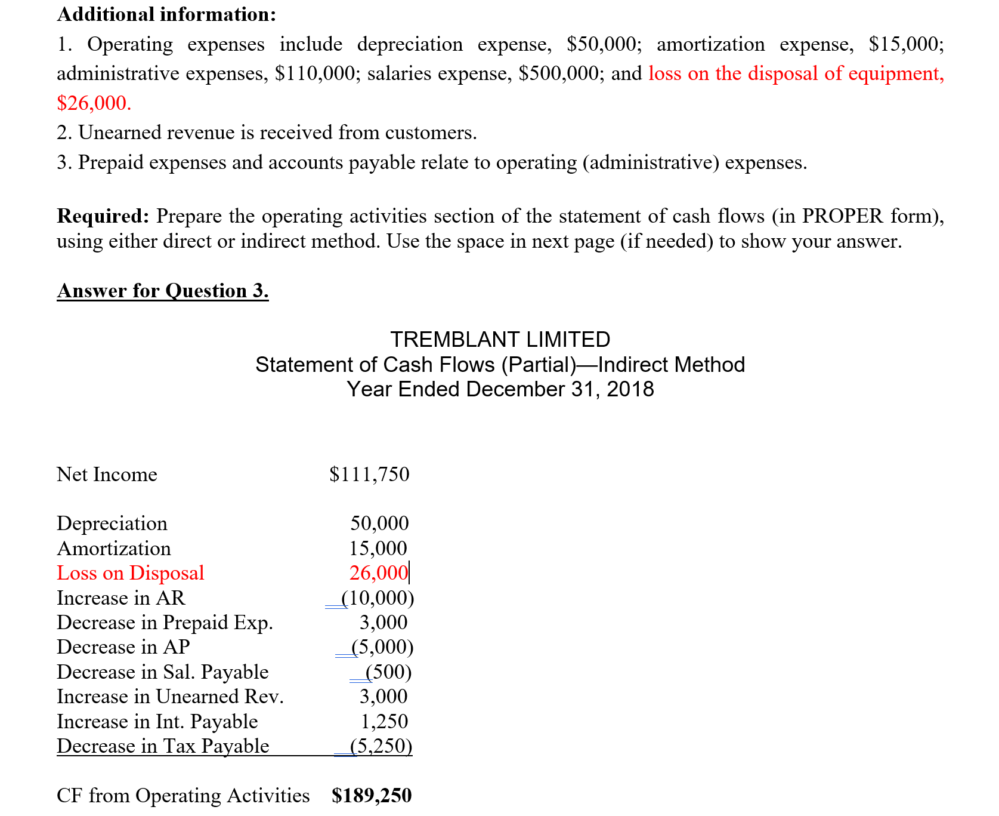 Additional information:
1. Operating expenses include depreciation expense, $50,000; amortization expense, $15,000;
administrative expenses, $110,000; salaries expense, $500,000; and loss on the disposal of equipment,
$26,000.
2. Unearned revenue is received from customers.
3. Prepaid expenses and accounts payable relate to operating (administrative) expenses.
Required: Prepare the operating activities section of the statement of cash flows (in PROPER form),
using either direct or indirect method. Use the space in next page (if needed) to show your answer.
Answer for Question 3.
TREMBLANT LIMITED
Statement of Cash Flows (Partial)—Indirect Method
Year Ended December 31, 2018
Net Income $111,750
Depreciation 50,000
Amortization 15,000
Loss on Disposal 26,000
Increase in AR (10,000)
Decrease in Prepaid Exp. 3,000
Decrease in AP (5,000)
Decrease in Sal. Payable (500)
Increase in Unearned Rev. 3,000
Increase in Int. Payable 1,250
Decrease in Tax Payable (5,250)
CF from Operating Activities $189,250